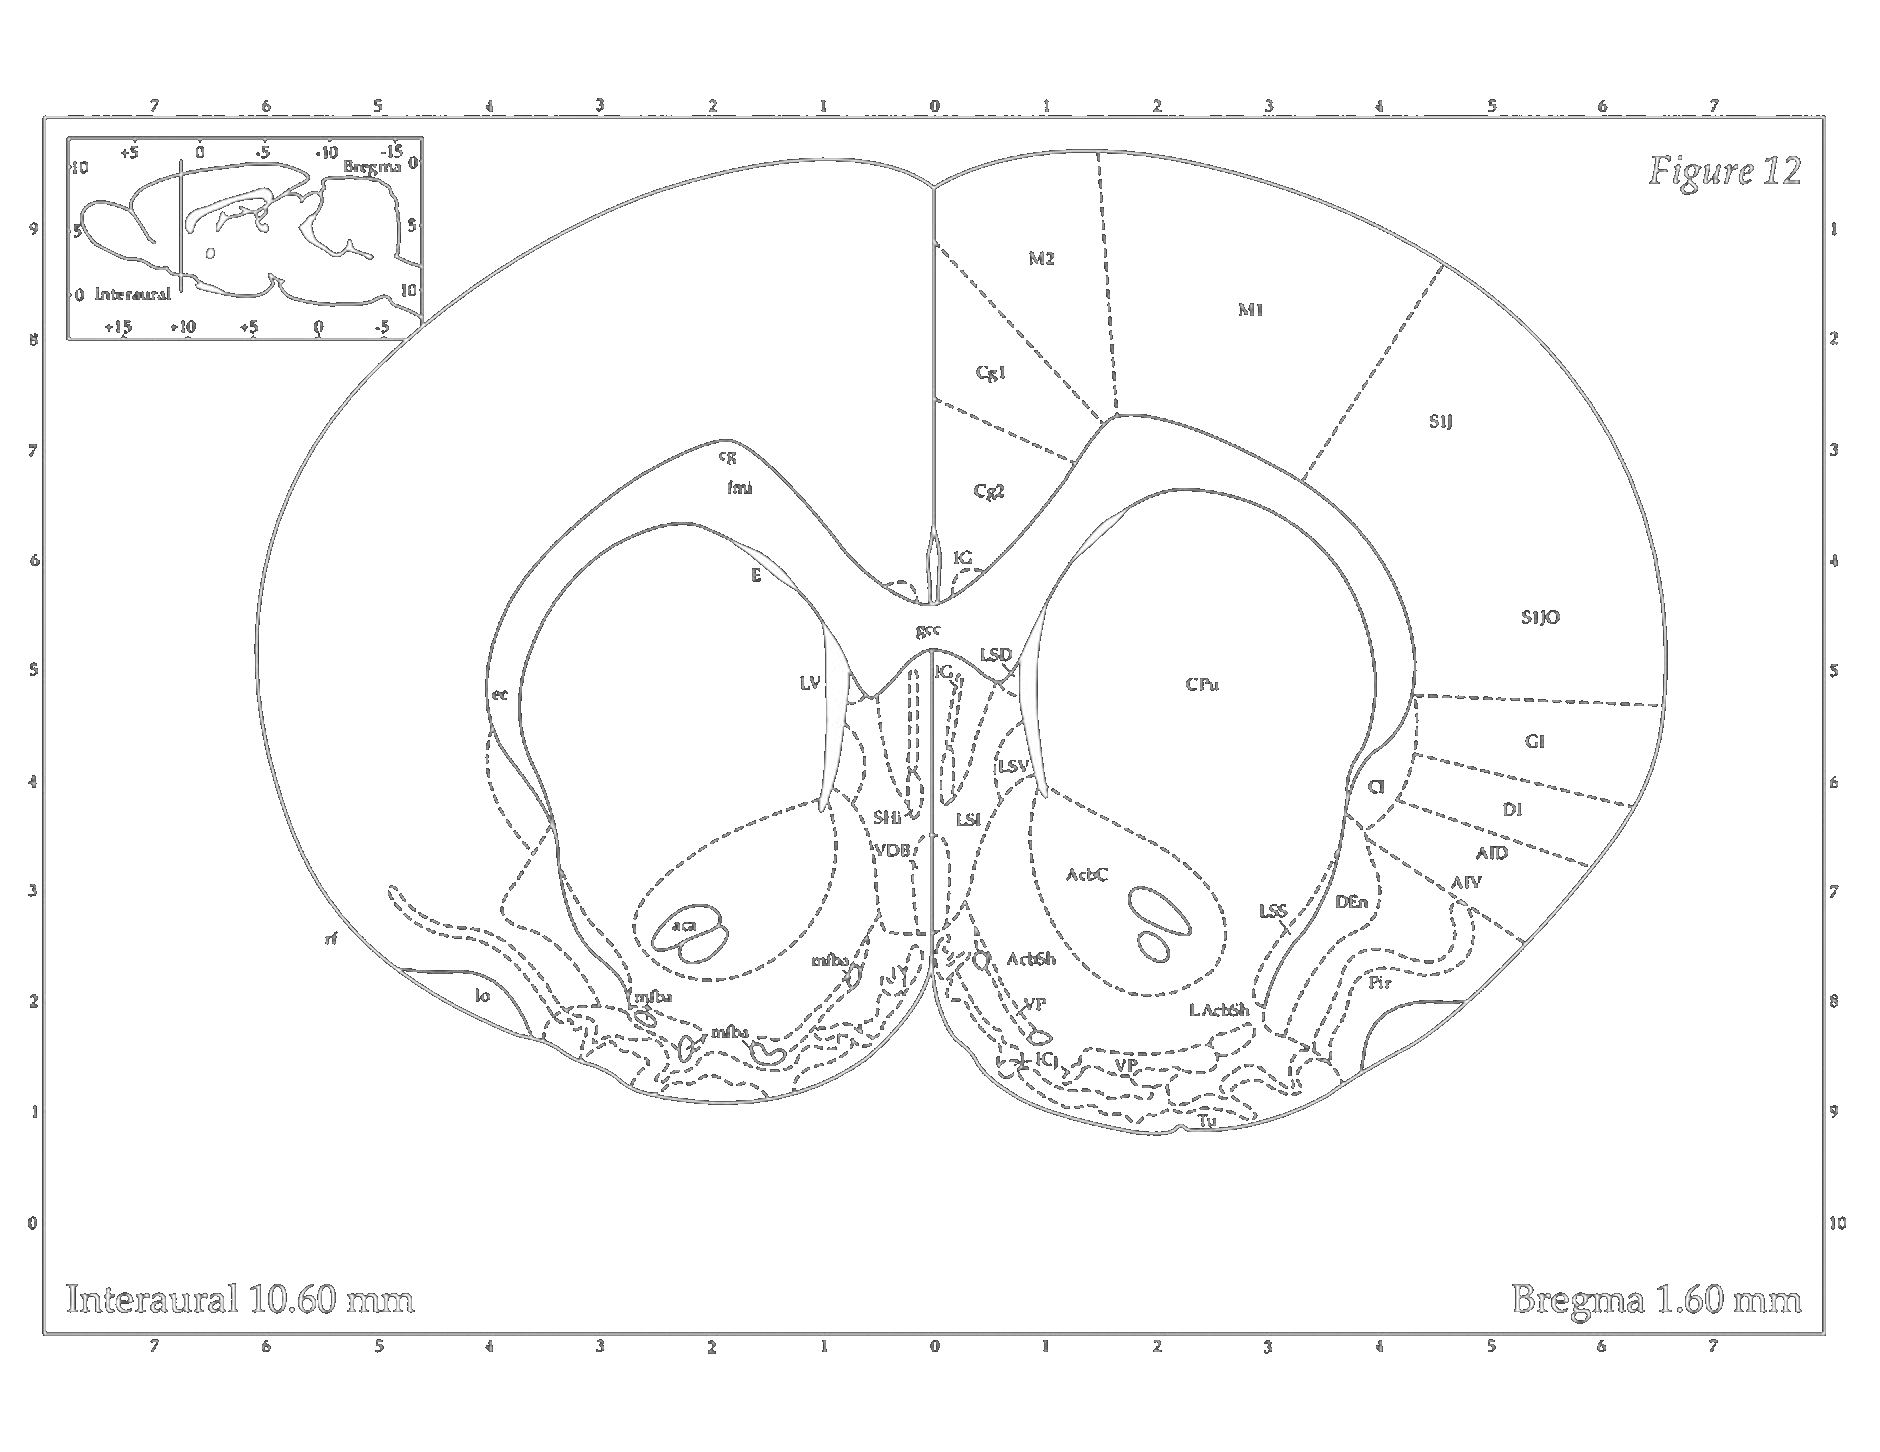 7 6 5 4 3 2 1 0 1 2 3 4 5 6 7
+5 0 -5 -10 -15
Bregma
10 0
5 5
0 Interaural 10
+15 +10 +5 0 -5
Figure 12
9 1
8 2
7 3
6 4
5 5
4 6
3 7
2 8
1 9
0 10
M2
M1
Cg1
S1J
cg
fmi
Cg2
IG
E
S1JO
gcc
LSD
IG
LV
CPu
ec
GI
LSV
Cl
DI
SHi
LSI
VDB
AID
AcbC
AIV
DEn
LSS
aca
rf
mfba
AcbSh
Pir
lo
mfba
VP
LAcbSh
mfba
ICj
VP
Tu
Interaural 10.60 mm
Bregma 1.60 mm
7 6 5 4 3 2 1 0 1 2 3 4 5 6 7